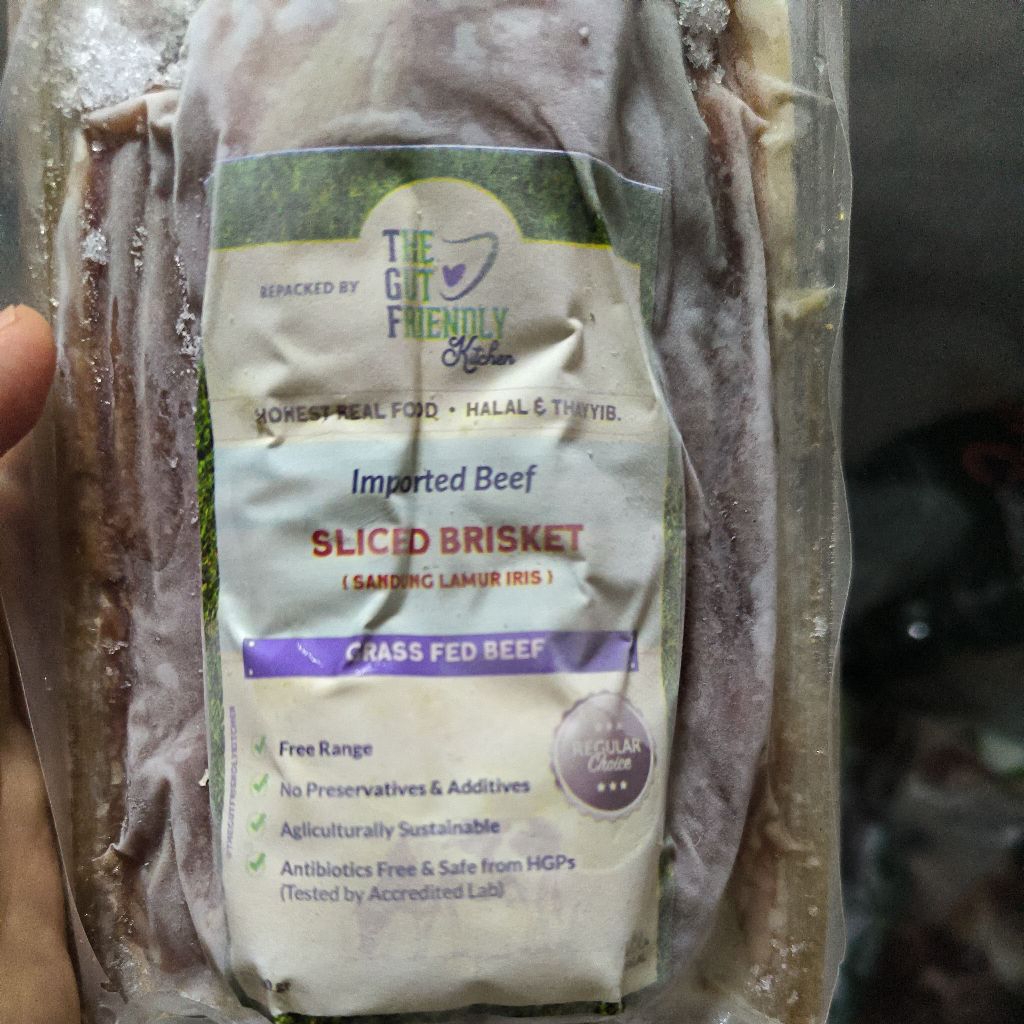 REPACKED BY
THE
GUT
FRIENDLY
Kitchen
HONEST REAL FOOD • HALAL & THAYYIB.
Imported Beef
SLICED BRISKET
( SANDUNG LAMUR IRIS )
GRASS FED BEEF
REGULAR
Choice
Free Range
No Preservatives & Additives
Agliculturally Sustainable
Antibiotics Free & Safe from HGPs
(Tested by Accredited Lab)
gr